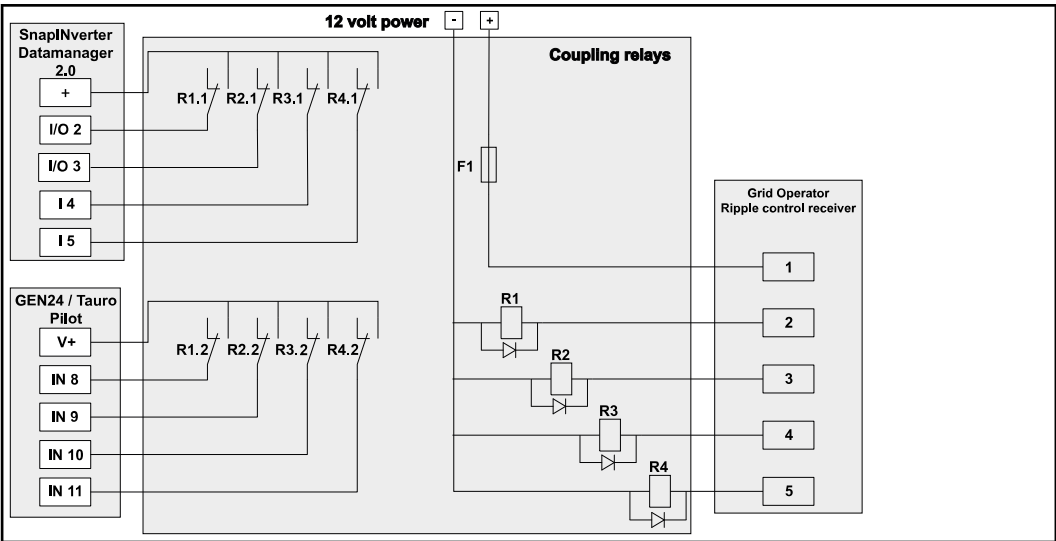 12 volt power
-
+
SnapINverter
Datamanager
2.0
+
I/O 2
I/O 3
I 4
I 5
R1.1
R2.1
R3.1
R4.1
Coupling relays
F1
Grid Operator
Ripple control receiver
1
2
3
4
5
R1
R2
R3
R4
GEN24 / Tauro
Pilot
V+
IN 8
IN 9
IN 10
IN 11
R1.2
R2.2
R3.2
R4.2